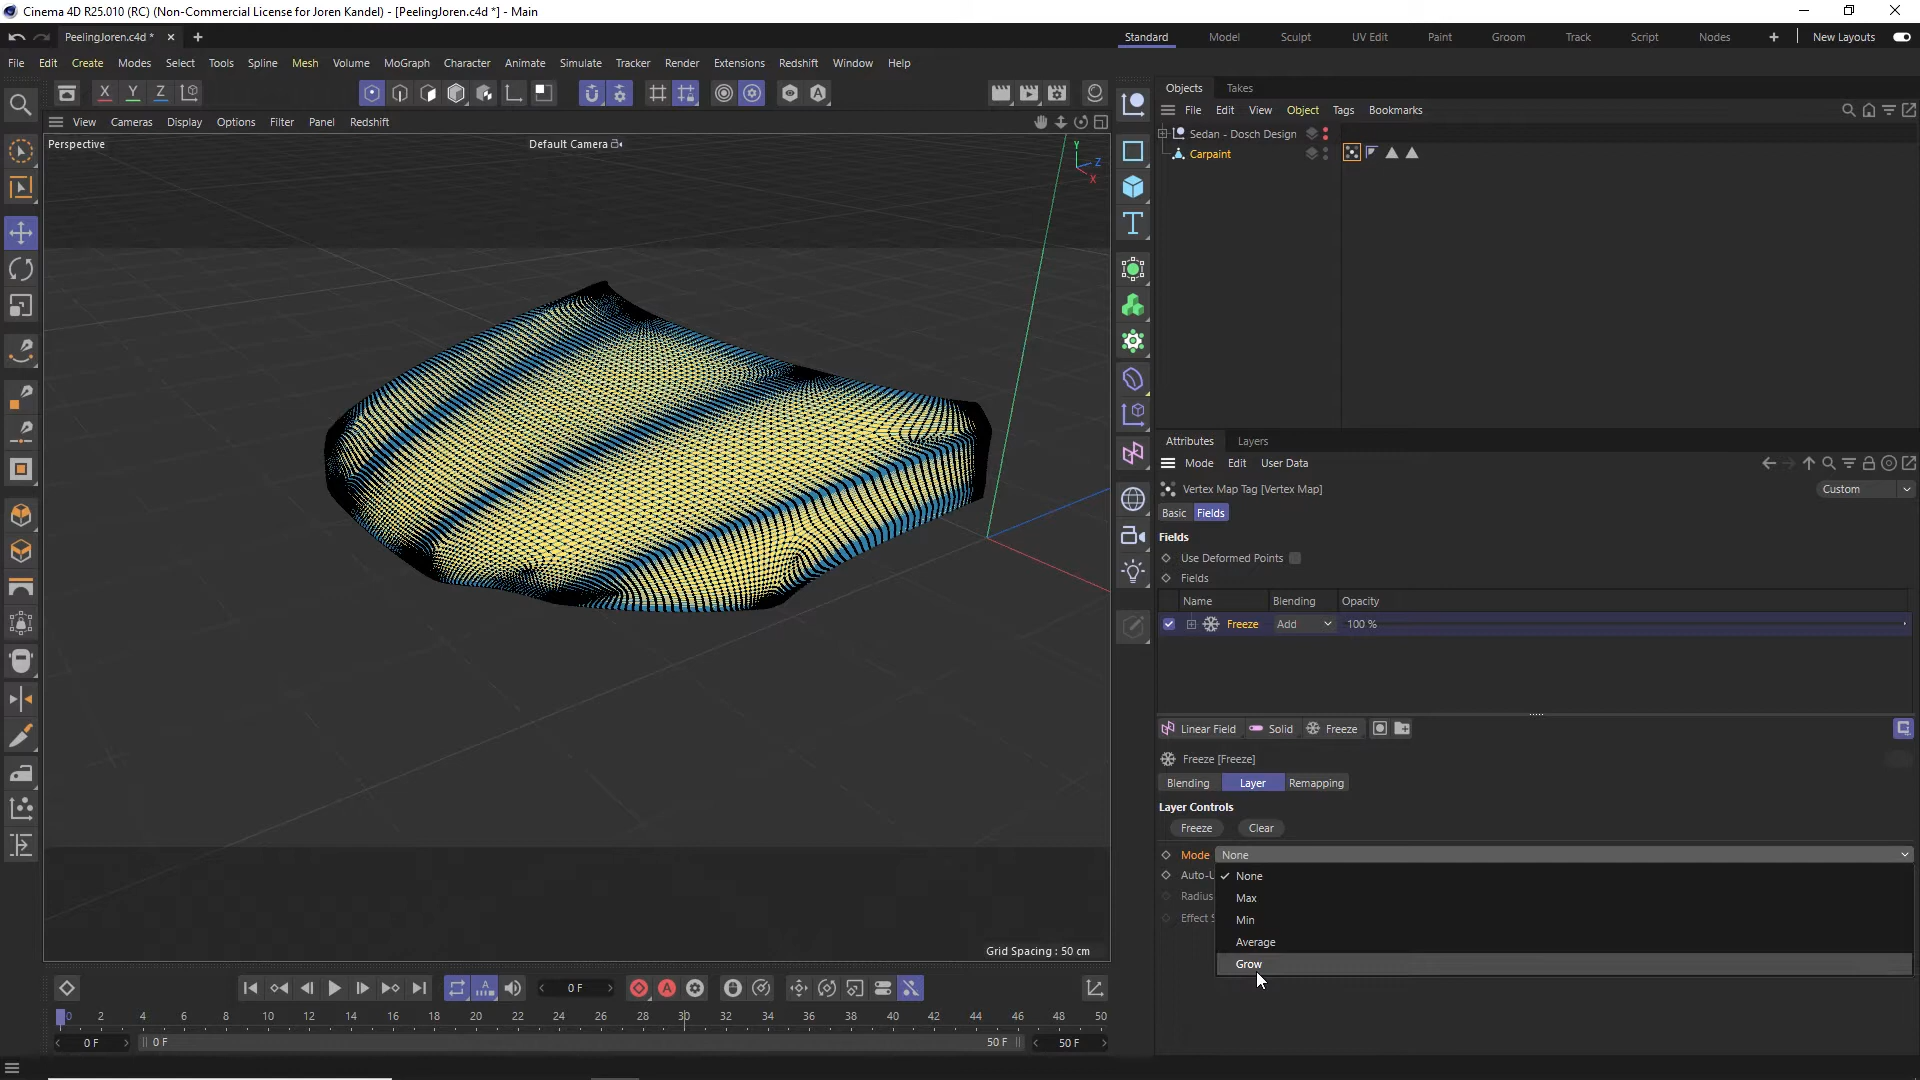 Cinema 4D R25.010 (RC) (Non-Commercial License for Joren Kandel) - [PeelingJoren.c4d *] - Main
PeelingJoren.c4d * Standard Model Sculpt UV Edit Paint Groom Track Script Nodes New Layouts
File Edit Create Modes Select Tools Spline Mesh Volume MoGraph Character Animate Simulate Tracker Render Extensions Redshift Window Help
X Y Z
Objects Takes
File Edit View Object Tags Bookmarks
View Cameras Display Options Filter Panel Redshift
Sedan - Dosch Design
Carpaint
Perspective Default Camera
Y
Z
X
Attributes Layers
Mode Edit User Data
Vertex Map Tag [Vertex Map] Custom
Basic Fields
Fields
Use Deformed Points
Fields
Name Blending Opacity
Freeze Add 100 %
Linear Field Solid Freeze
Freeze [Freeze]
Blending Layer Remapping
Layer Controls
Freeze Clear
Mode None
Auto-U
None
Radius
Max
Effect S
Min
Average
Grow
Grid Spacing : 50 cm
0 F
0 2 4 6 8 10 12 14 16 18 20 22 24 26 28 30 32 34 36 38 40 42 44 46 48 50
0 F 0 F 50 F 50 F